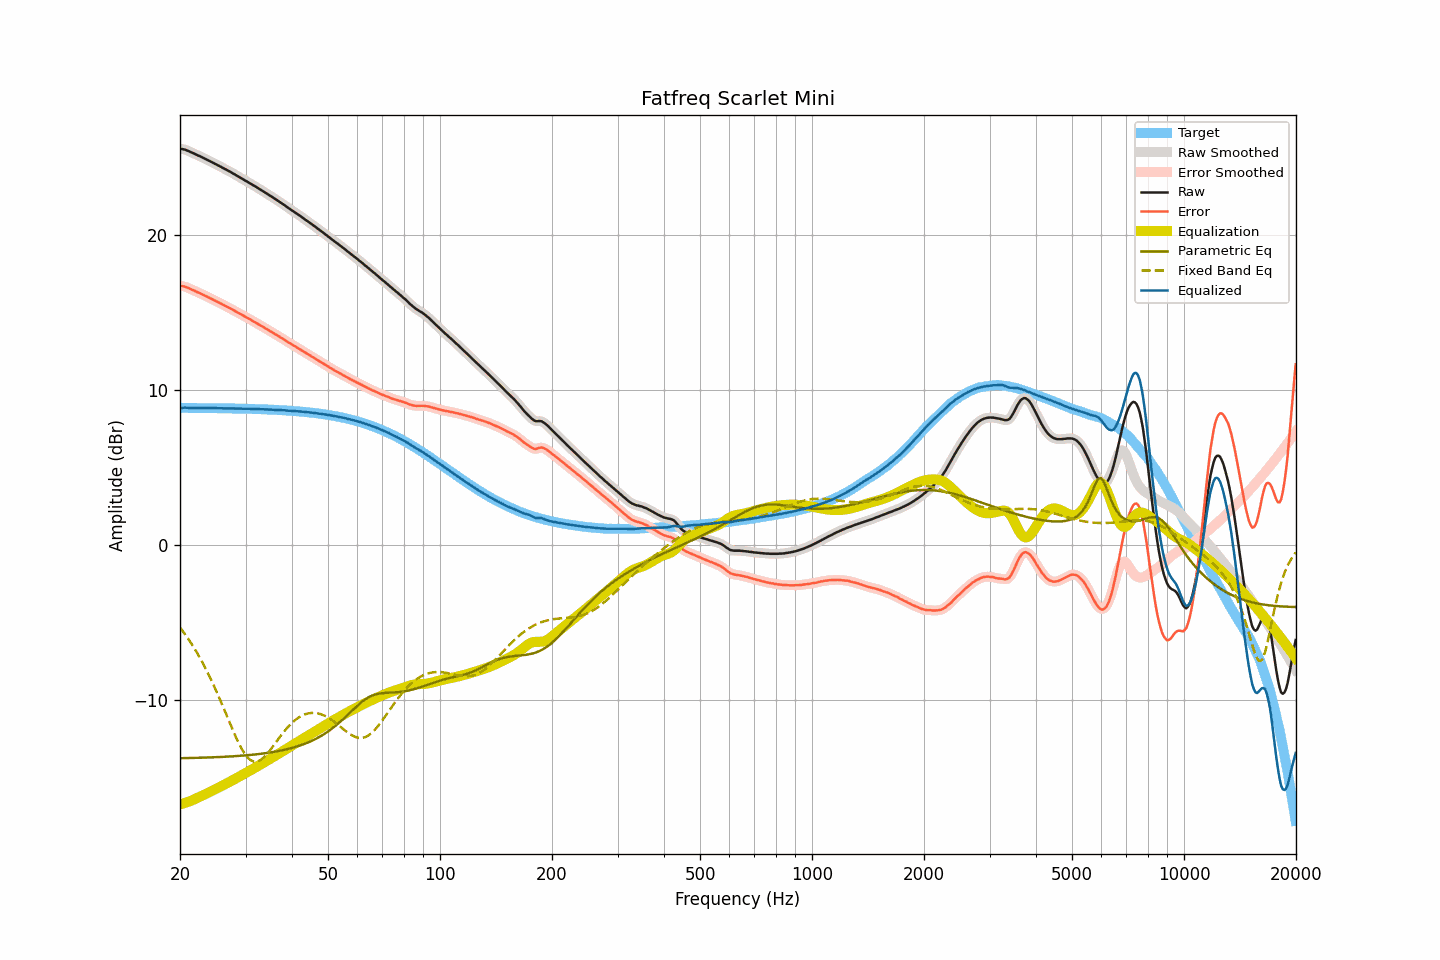 Fatfreq Scarlet Mini
Target
Raw Smoothed
Error Smoothed
Raw
Error
Equalization
Parametric Eq
Fixed Band Eq
Equalized
Amplitude (dBr)
20
10
0
−10
20 50 100 200 500 1000 2000 5000 10000 20000
Frequency (Hz)